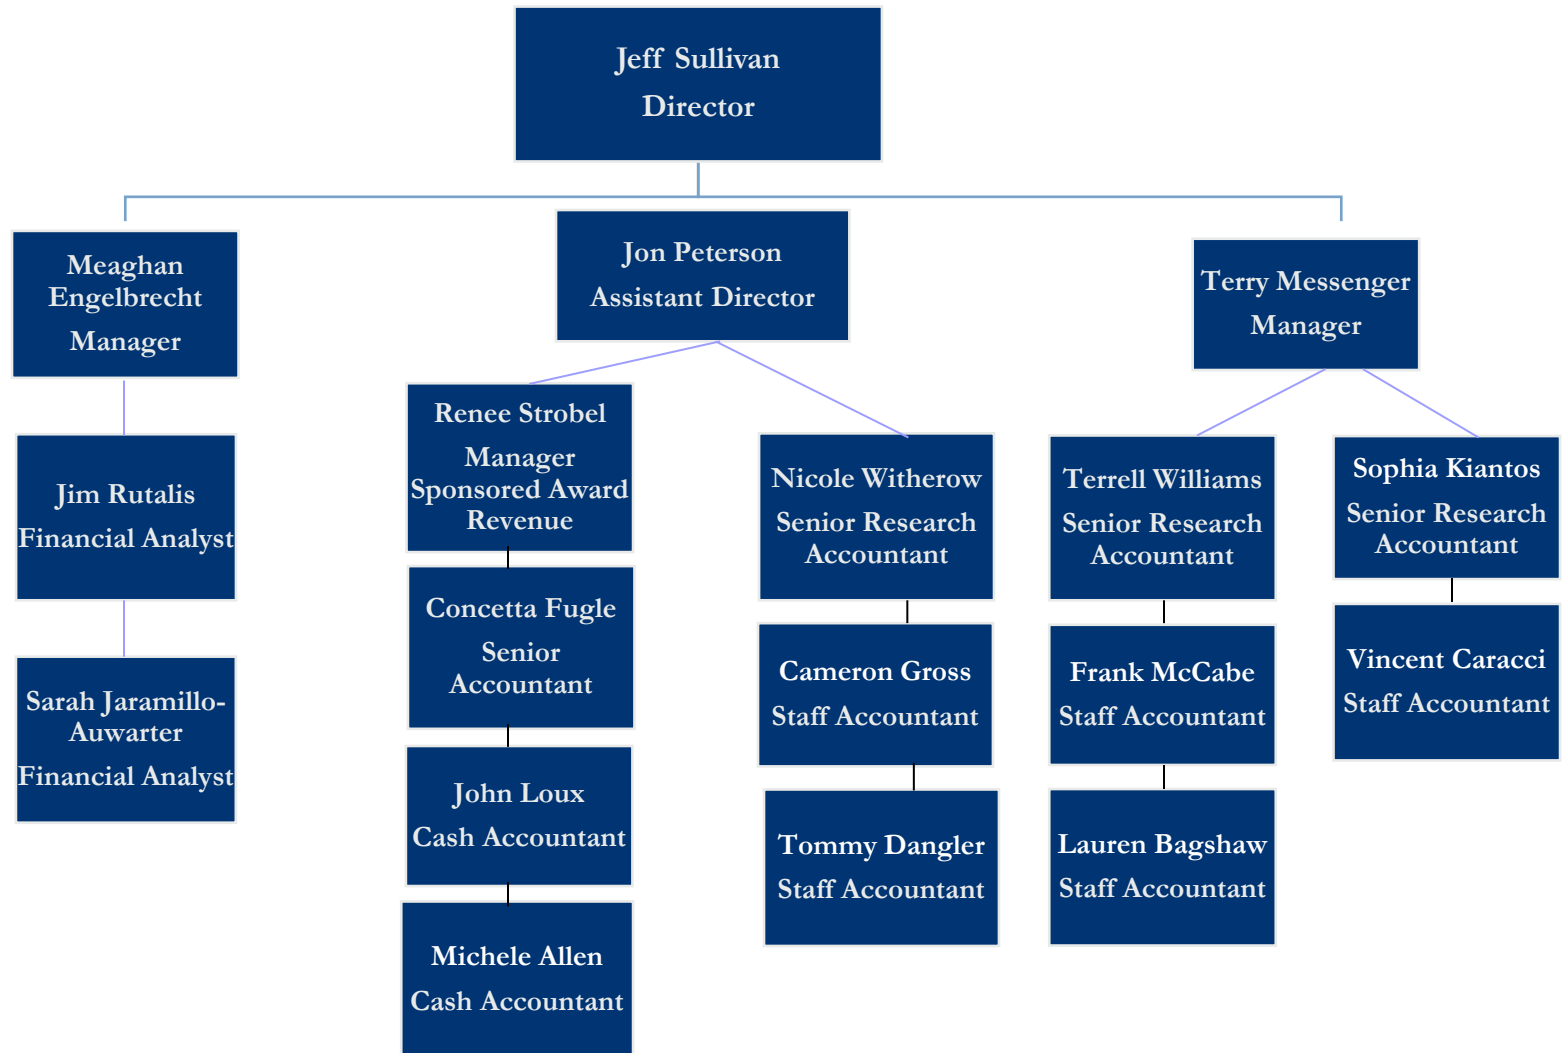 Jeff Sullivan
Director
Meaghan
Engelbrecht
Manager
Jon Peterson
Assistant Director
Terry Messenger
Manager
Jim Rutalis
Financial Analyst
Sarah Jaramillo-
Auwarter
Financial Analyst
Renee Strobel
Manager
Sponsored Award
Revenue
Concetta Fugle
Senior
Accountant
John Loux
Cash Accountant
Michele Allen
Cash Accountant
Nicole Witherow
Senior Research
Accountant
Cameron Gross
Staff Accountant
Tommy Dangler
Staff Accountant
Terrell Williams
Senior Research
Accountant
Frank McCabe
Staff Accountant
Lauren Bagshaw
Staff Accountant
Sophia Kiantos
Senior Research
Accountant
Vincent Caracci
Staff Accountant